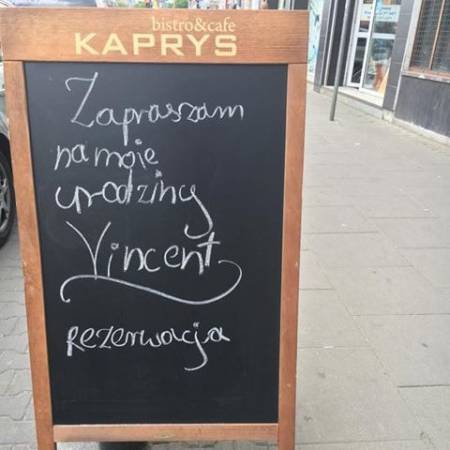 bistro&cafe
KAPRYS
Zapraszam
na moje
urodziny
Vincent
rezerwacja